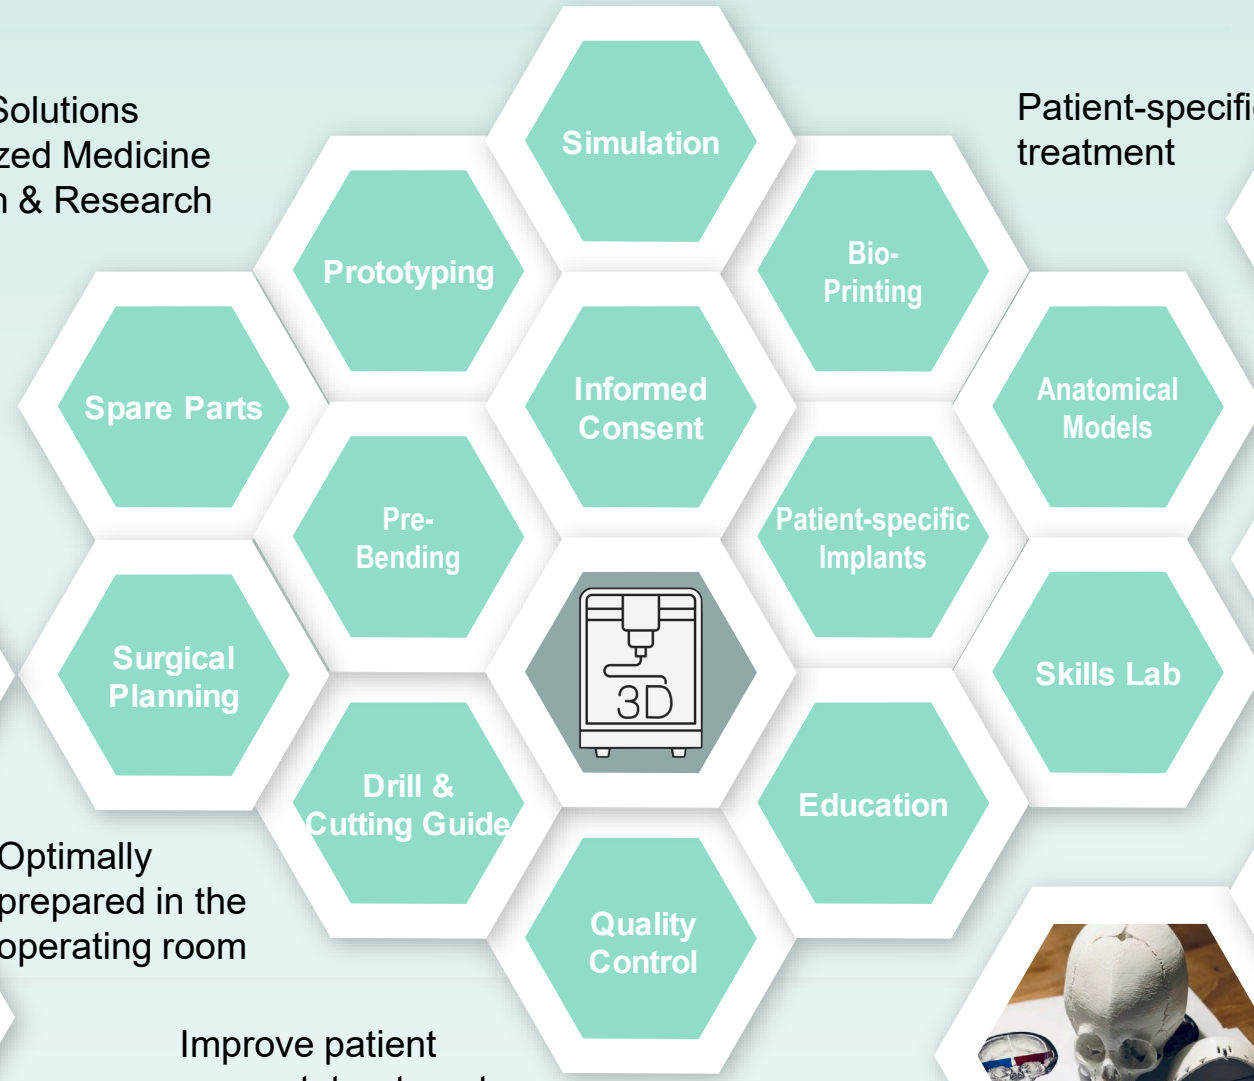 Solutions
zed Medicine
n & Research
Patient-specific
treatment
Simulation
Prototyping
Bio-
Printing
Spare Parts
Informed
Consent
Anatomical
Models
Pre-
Bending
Patient-specific
Implants
Surgical
Planning
3D
Skills Lab
Drill &
Cutting Guide
Education
Optimally
prepared in the
operating room
Quality
Control
Improve patient